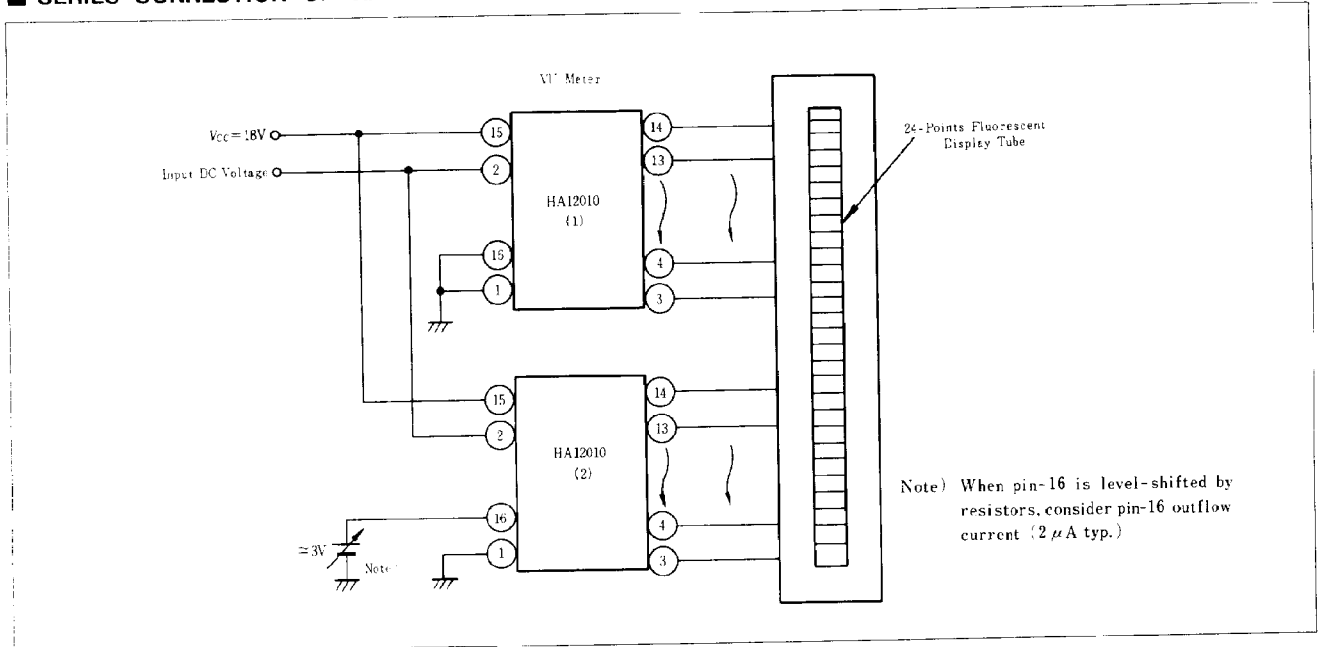 ■ SERIES CONNECTION
VU Meter
Vcc=18V
Input DC Voltage
15
2
16
1
HA12010
(1)
14
13
4
3
24-Points Fluorescent
Display Tube
15
2
16
1
HA12010
(2)
14
13
4
3
≃3V
Note
Note) When pin-16 is level-shifted by
resistors, consider pin-16 outflow
current (2 μA typ.)